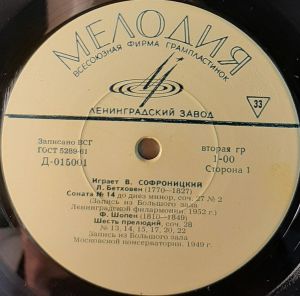 МЕЛОДИЯ
ВСЕСОЮЗНАЯ ФИРМА ГРАМПЛАСТИНОК
ЛЕНИНГРАДСКИЙ ЗАВОД
33
Записано ВСГ
ГОСТ 5289-61
Д-015001
вторая гр
1-00
Сторона 1
Играет В. СОФРОНИЦКИЙ
Л. Бетховен (1770—1827)
Соната № 14 до диез минор, соч. 27 № 2
(Запись из Большого зала
Ленинградской филармонии 1952 г.)
Ф. Шопен (1810—1849)
Шесть прелюдий, соч. 28
№ 13, 14, 15, 17, 20, 22
Запись из Большого зала
Московской консерватории. 1949 г.